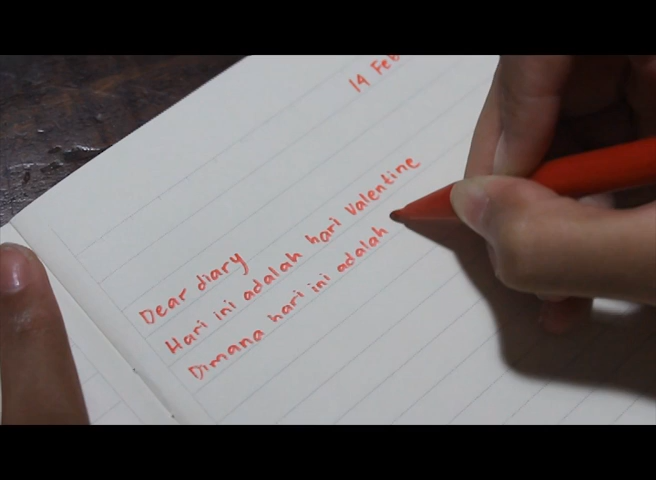 14 Feb
Dear diary
Hari ini adalah hari Valentine
Dimana hari ini adalah